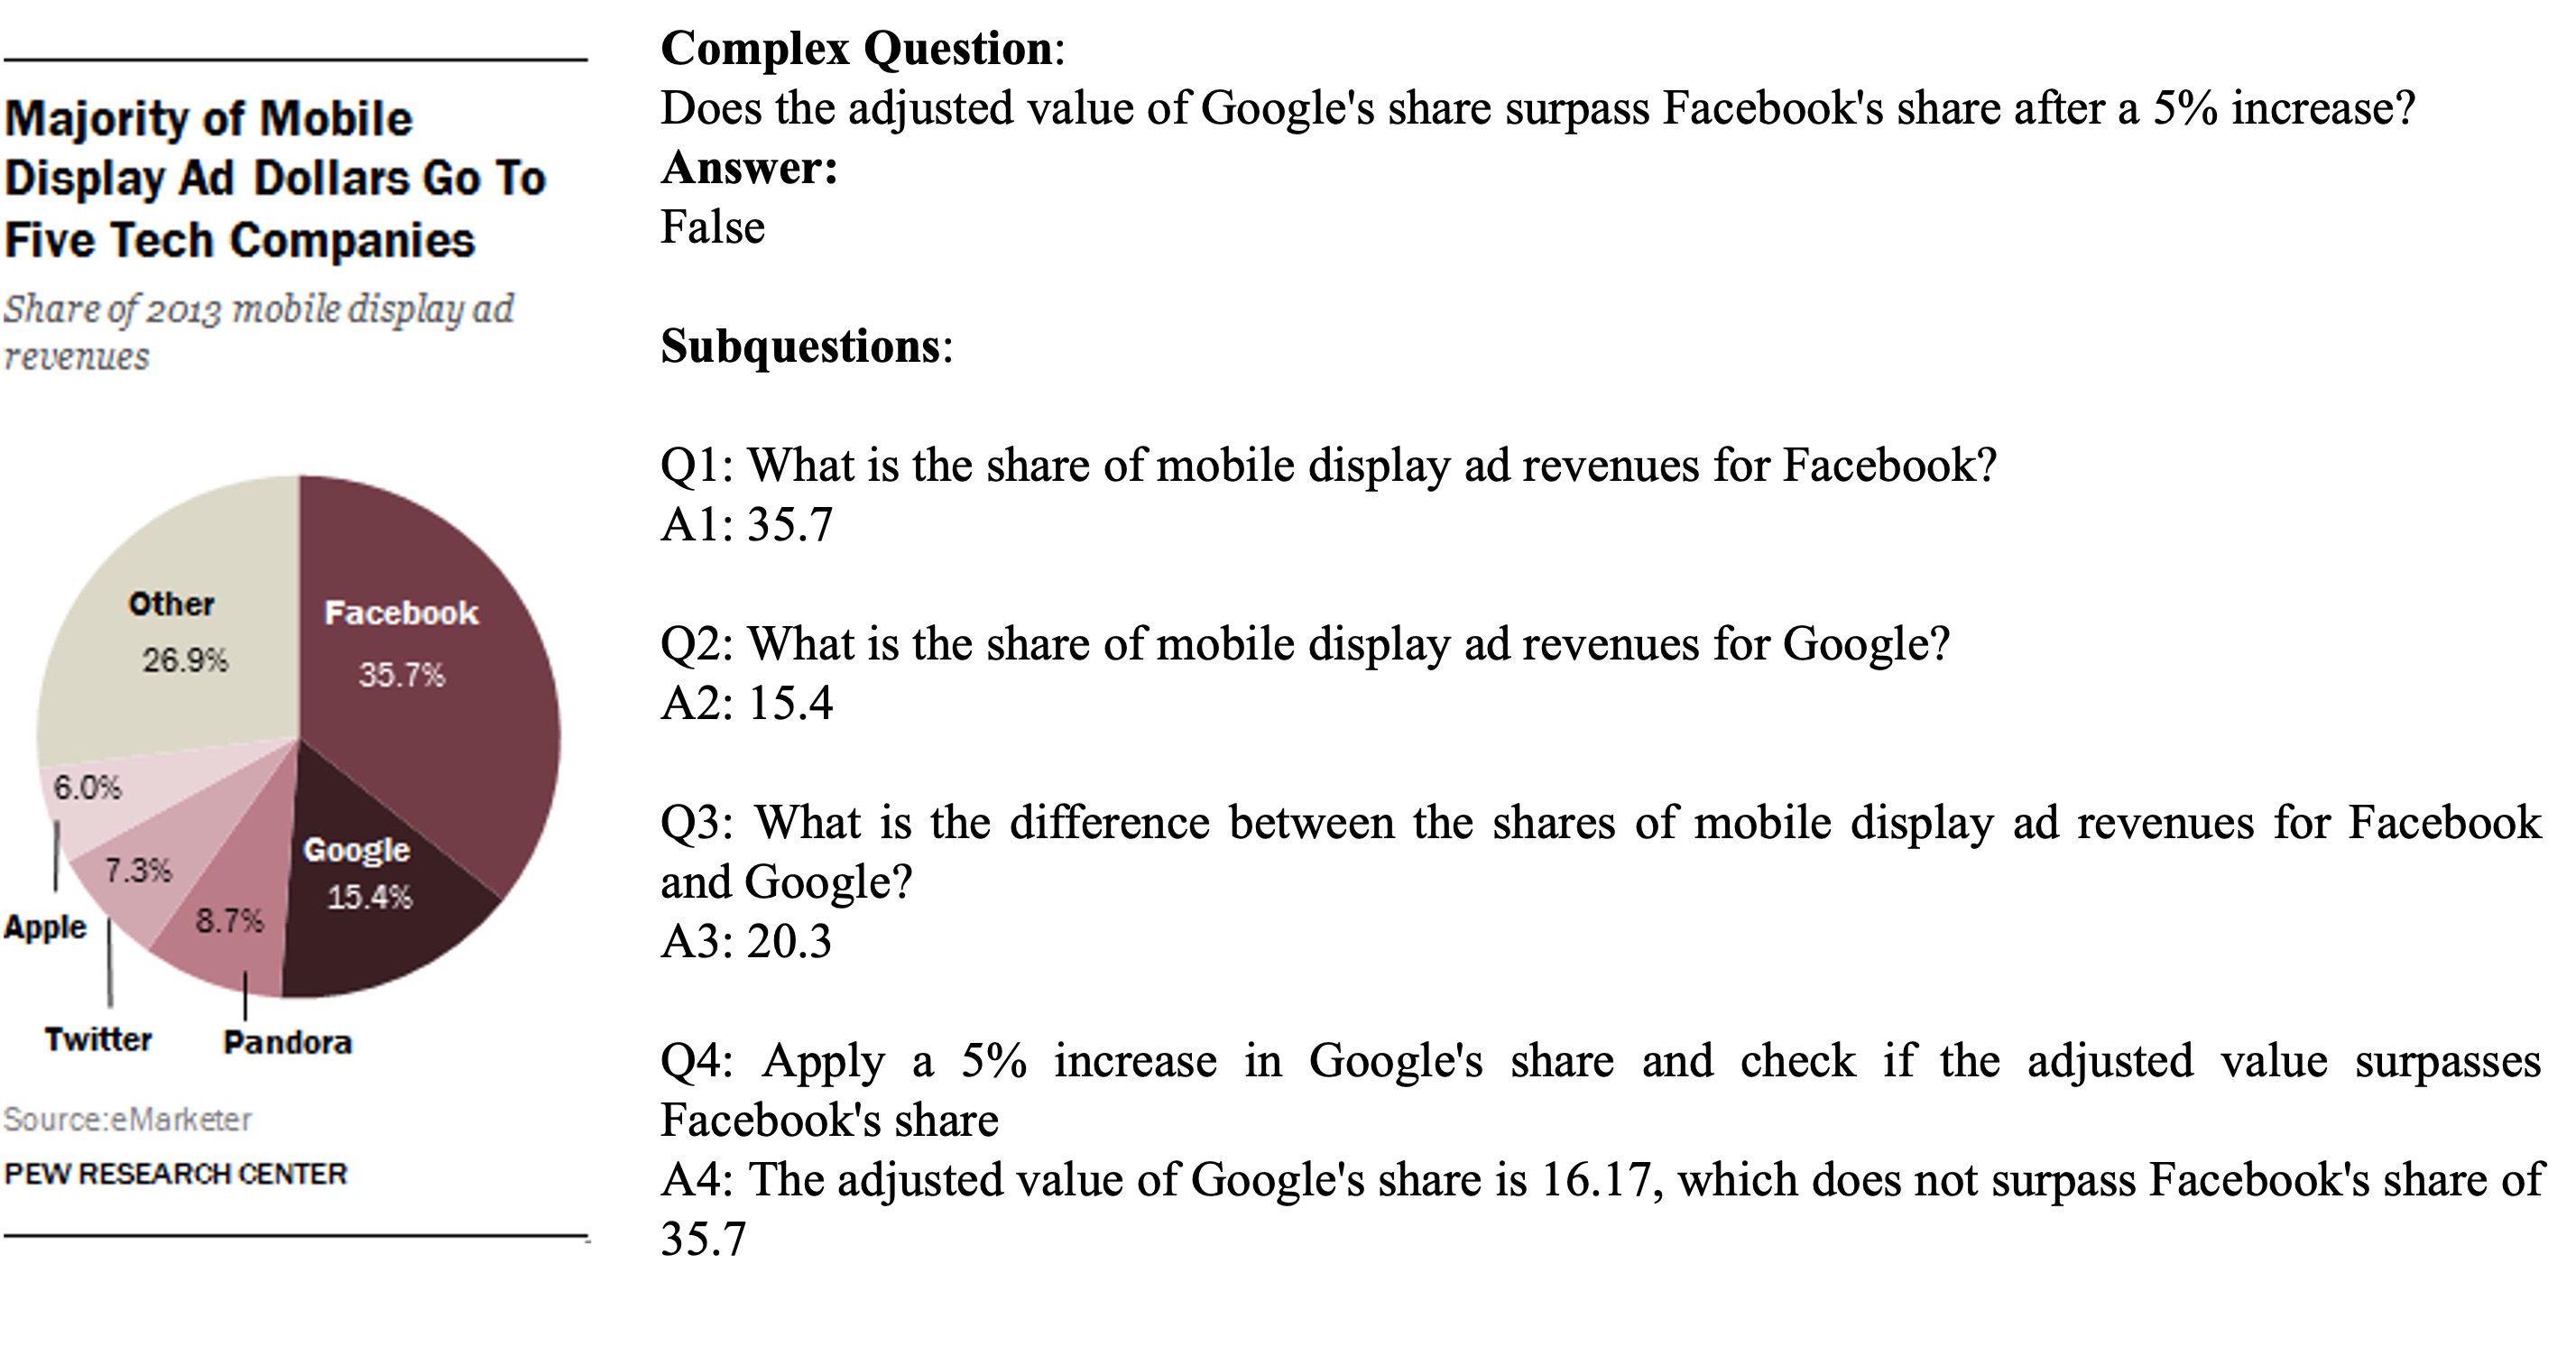 Majority of Mobile
Display Ad Dollars Go To
Five Tech Companies
Share of 2013 mobile display ad
revenues
Other
26.9%
Facebook
35.7%
6.0%
7.3%
8.7%
Google
15.4%
Apple
Twitter
Pandora
Source:eMarketer
PEW RESEARCH CENTER
Complex Question:
Does the adjusted value of Google's share surpass Facebook's share after a 5% increase?
Answer:
False
Subquestions:
Q1: What is the share of mobile display ad revenues for Facebook?
A1: 35.7
Q2: What is the share of mobile display ad revenues for Google?
A2: 15.4
Q3: What is the difference between the shares of mobile display ad revenues for Facebook
and Google?
A3: 20.3
Q4: Apply a 5% increase in Google's share and check if the adjusted value surpasses
Facebook's share
A4: The adjusted value of Google's share is 16.17, which does not surpass Facebook's share of
35.7